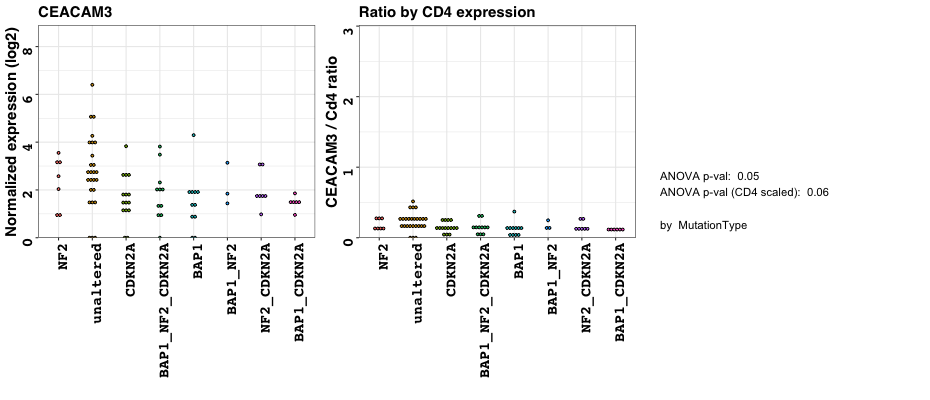 CEACAM3
Normalized expression (log2)
8
6
4
2
0
NF2
unaltered
CDKN2A
BAP1_NF2_CDKN2A
BAP1
BAP1_NF2
NF2_CDKN2A
BAP1_CDKN2A
Ratio by CD4 expression
CEACAM3 / Cd4 ratio
3
2
1
0
NF2
unaltered
CDKN2A
BAP1_NF2_CDKN2A
BAP1
BAP1_NF2
NF2_CDKN2A
BAP1_CDKN2A
ANOVA p-val: 0.05
ANOVA p-val (CD4 scaled): 0.06
by MutationType